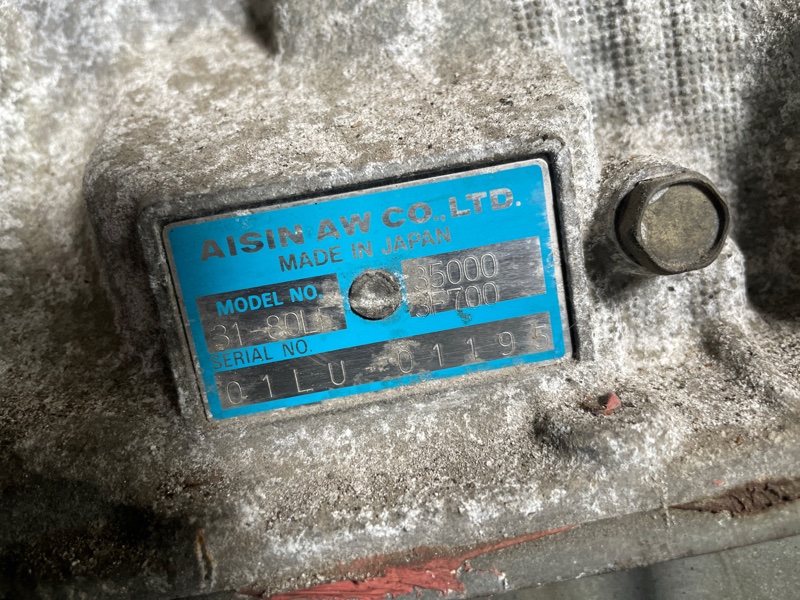 AISIN AW CO., LTD.
MADE IN JAPAN
MODEL NO.
35000
31-80LE
3F700
SERIAL NO.
01LU 01195